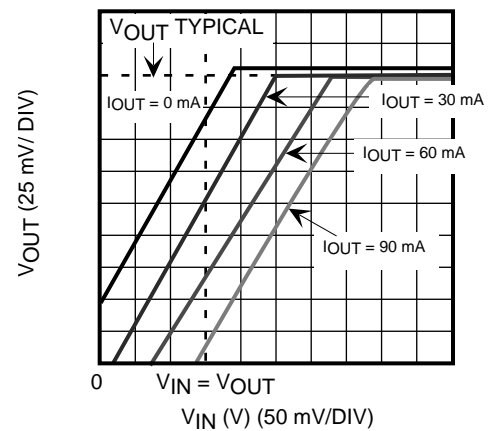 VOUT TYPICAL
IOUT = 0 mA
IOUT = 30 mA
IOUT = 60 mA
IOUT = 90 mA
VOUT (25 mV/ DIV)
0
VIN = VOUT
VIN (V) (50 mV/DIV)